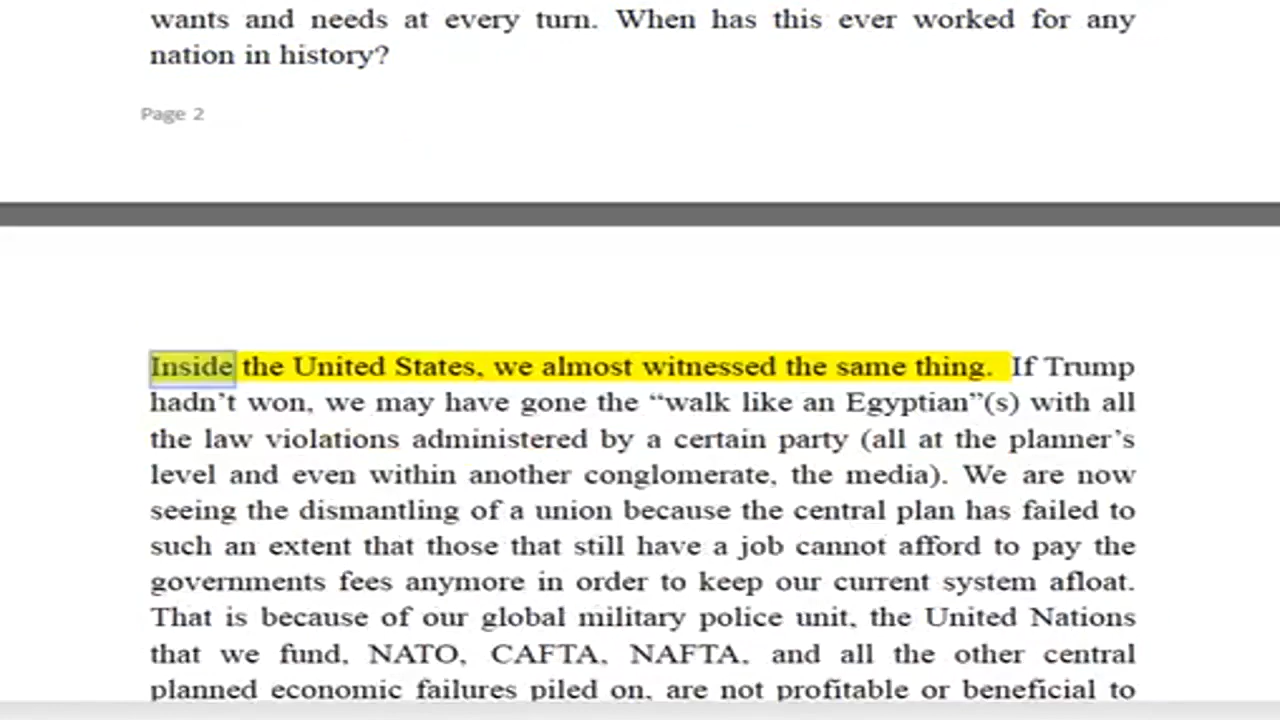 wants and needs at every turn. When has this ever worked for any
nation in history?
Page 2
Inside the United States, we almost witnessed the same thing. If Trump
hadn’t won, we may have gone the “walk like an Egyptian”(s) with all
the law violations administered by a certain party (all at the planner’s
level and even within another conglomerate, the media). We are now
seeing the dismantling of a union because the central plan has failed to
such an extent that those that still have a job cannot afford to pay the
governments fees anymore in order to keep our current system afloat.
That is because of our global military police unit, the United Nations
that we fund, NATO, CAFTA, NAFTA, and all the other central
planned economic failures piled on, are not profitable or beneficial to